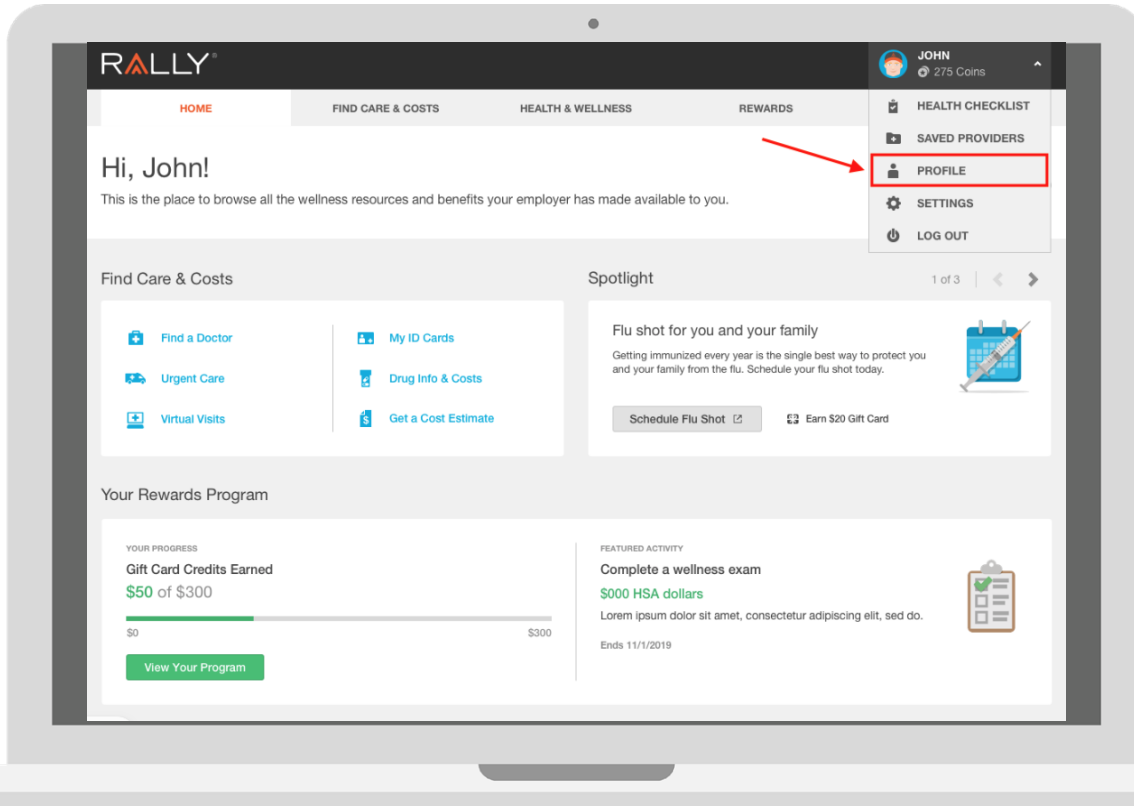 RALLY®
JOHN
275 Coins
HOME
FIND CARE & COSTS
HEALTH & WELLNESS
REWARDS
HEALTH CHECKLIST
SAVED PROVIDERS
PROFILE
SETTINGS
LOG OUT
Hi, John!
This is the place to browse all the wellness resources and benefits your employer has made available to you.
Find Care & Costs
Find a Doctor
Urgent Care
Virtual Visits
My ID Cards
Drug Info & Costs
Get a Cost Estimate
Spotlight
1 of 3
Flu shot for you and your family
Getting immunized every year is the single best way to protect you
and your family from the flu. Schedule your flu shot today.
Schedule Flu Shot
Earn $20 Gift Card
Your Rewards Program
YOUR PROGRESS
Gift Card Credits Earned
$50 of $300
$0
$300
View Your Program
FEATURED ACTIVITY
Complete a wellness exam
$000 HSA dollars
Lorem ipsum dolor sit amet, consectetur adipiscing elit, sed do.
Ends 11/1/2019